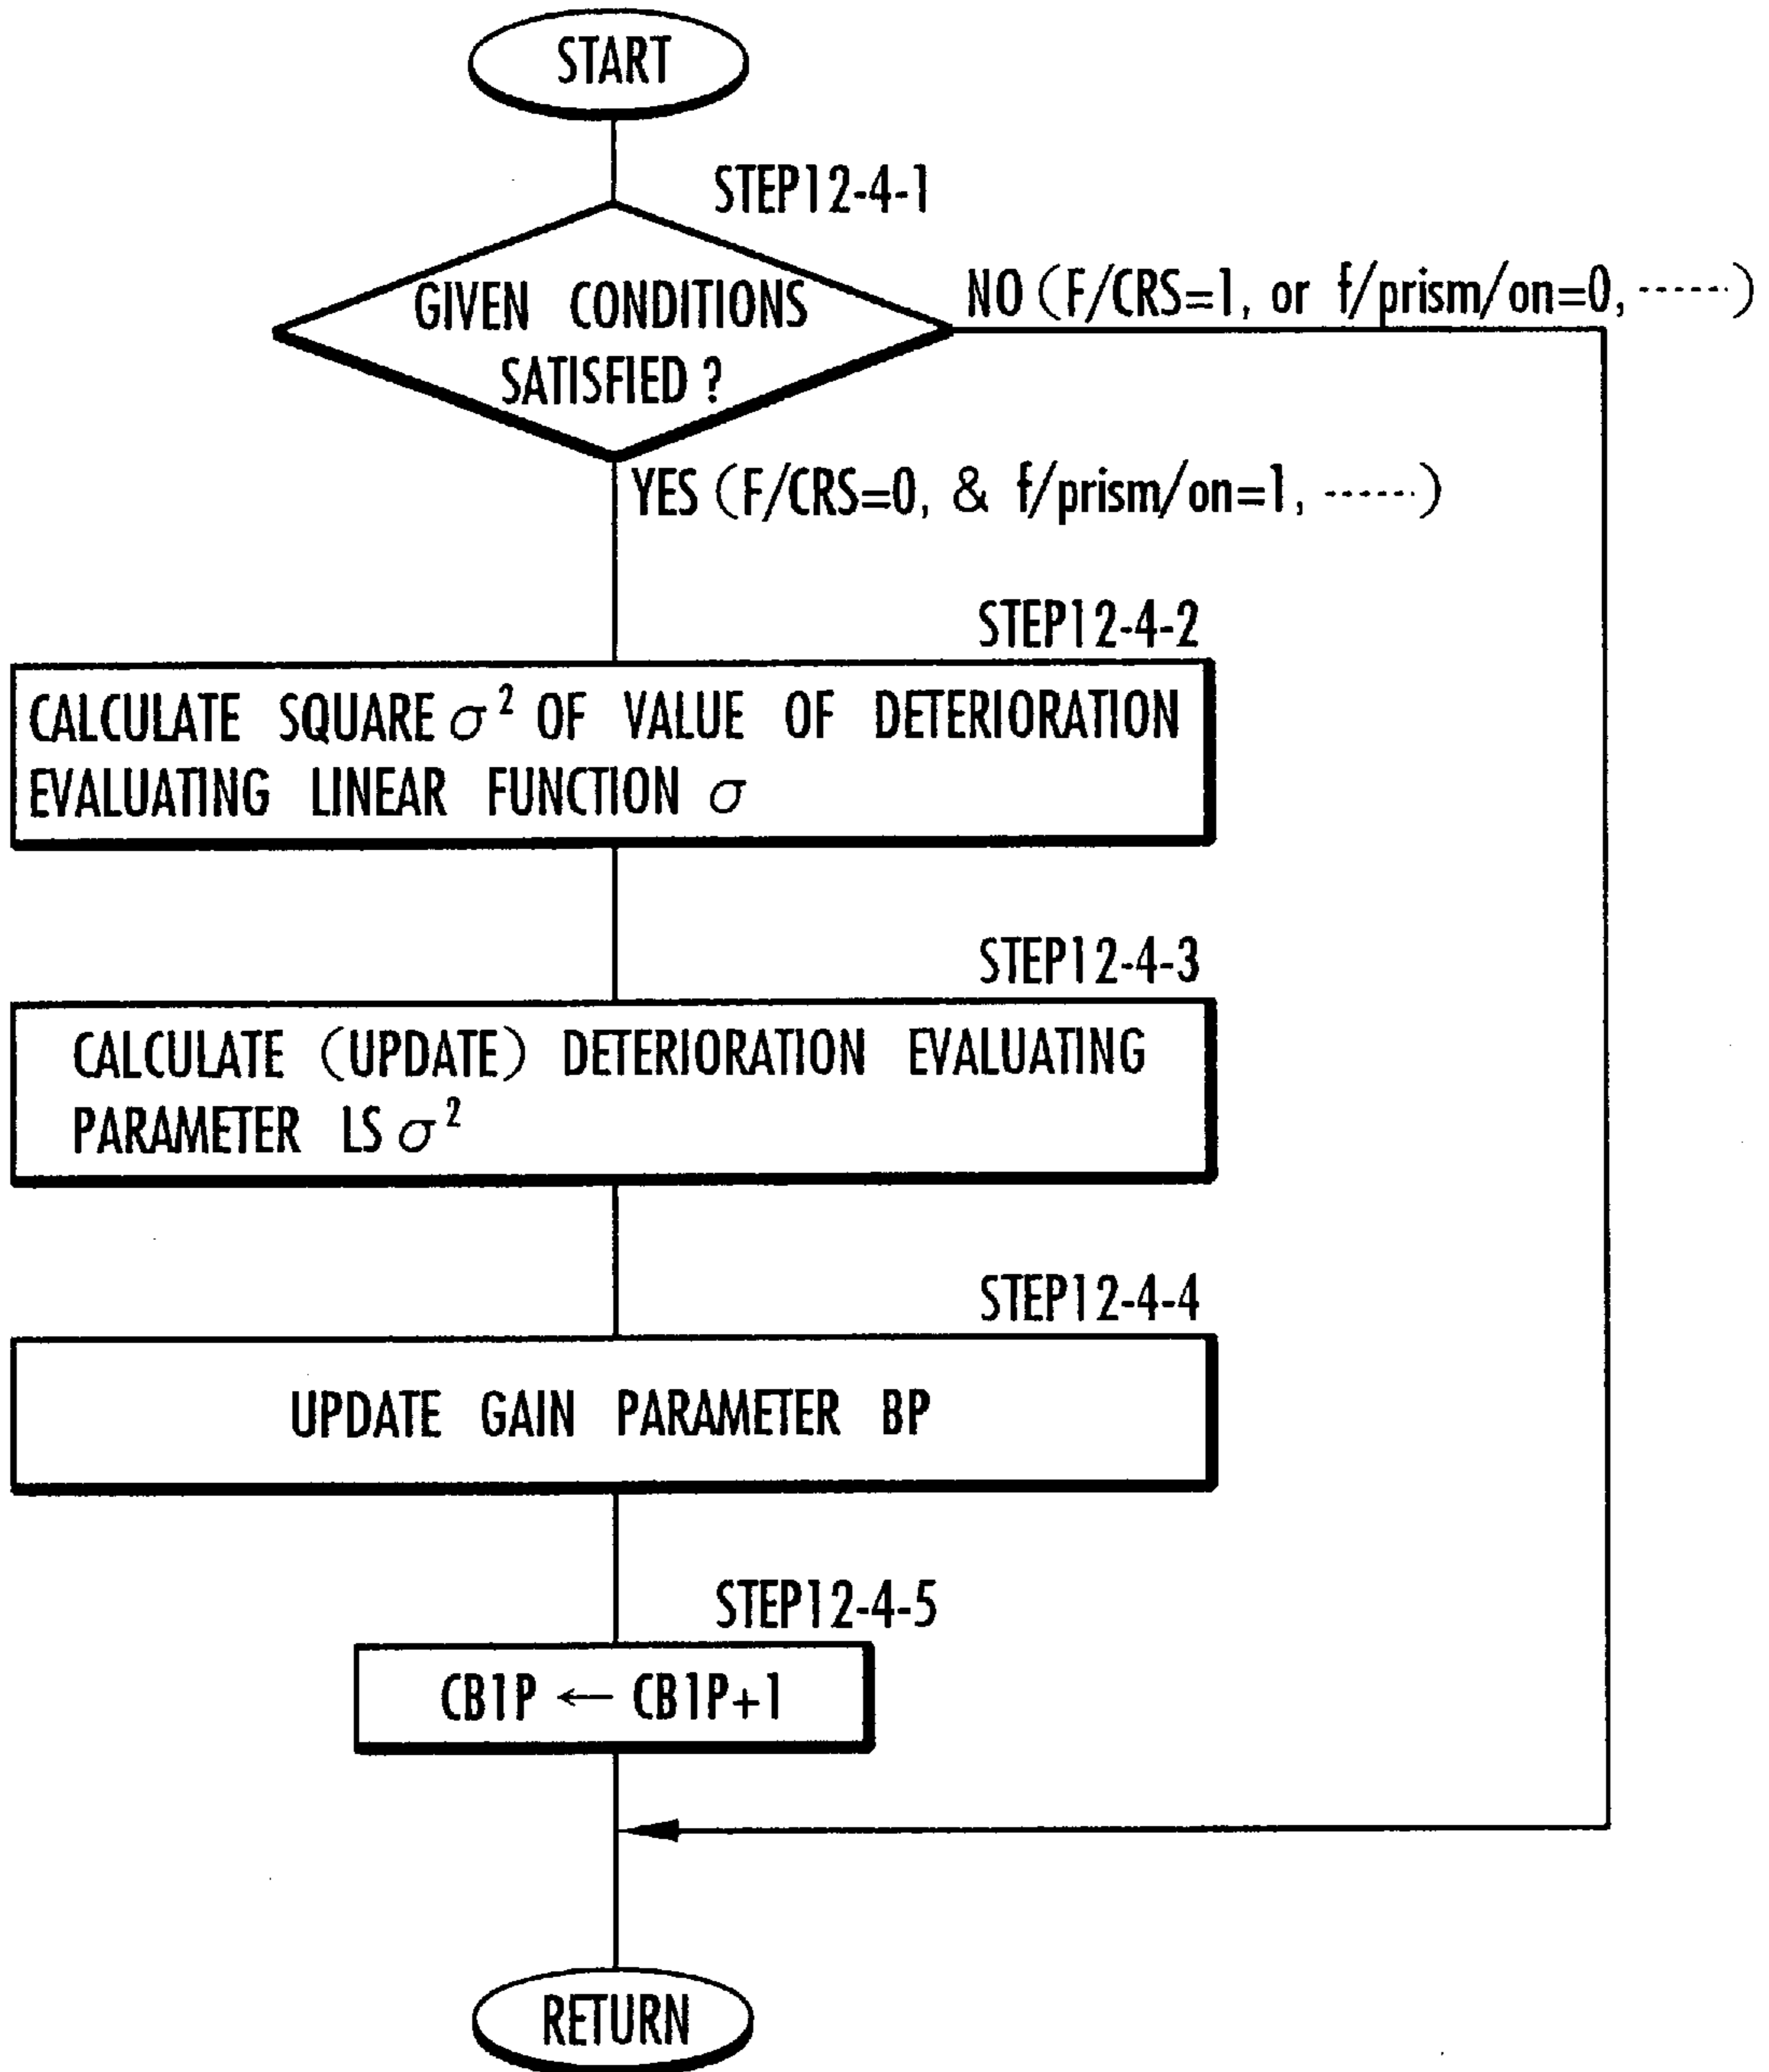 START
STEP12-4-1
GIVEN CONDITIONS
SATISFIED?
NO (F/CRS=1, or f/prism/on=0, ······)
YES (F/CRS=0, & f/prism/on=1, ······)
STEP12-4-2
CALCULATE SQUARE σ² OF VALUE OF DETERIORATION
EVALUATING LINEAR FUNCTION σ
STEP12-4-3
CALCULATE (UPDATE) DETERIORATION EVALUATING
PARAMETER LS σ²
STEP12-4-4
UPDATE GAIN PARAMETER BP
STEP12-4-5
CB1P ← CB1P+1
RETURN